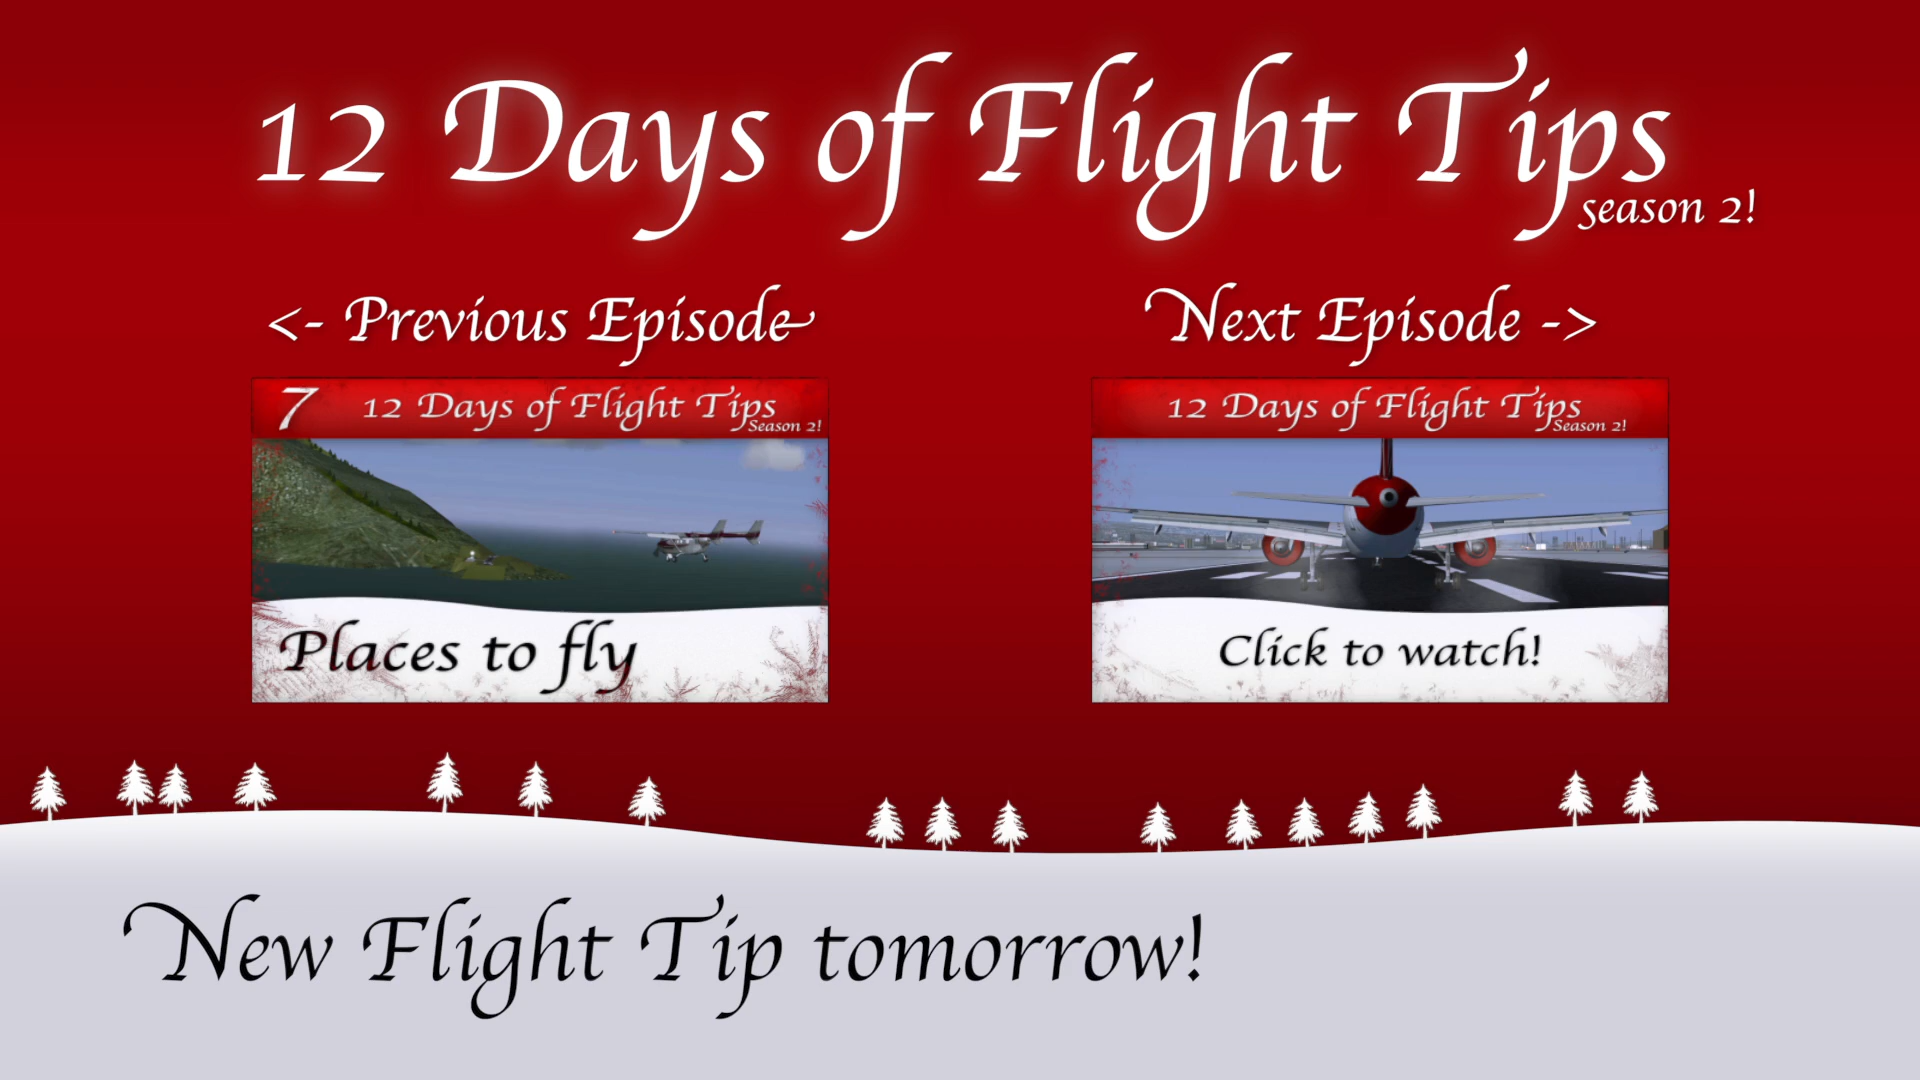 12 Days of Flight Tips
season 2!
<- Previous Episode
Next Episode ->
7 12 Days of Flight Tips
Season 2!
Places to fly
12 Days of Flight Tips
Season 2!
Click to watch!
New Flight Tip tomorrow!